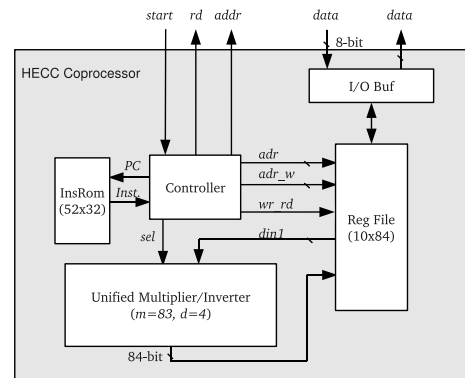 start rd addr data data
8-bit
HECC Coprocessor
I/O Buf
PC
adr
InsRom
(52x32)
Inst.
Controller
adr_w
wr_rd
Reg File
(10x84)
sel
din1
Unified Multiplier/Inverter
(m=83, d=4)
84-bit